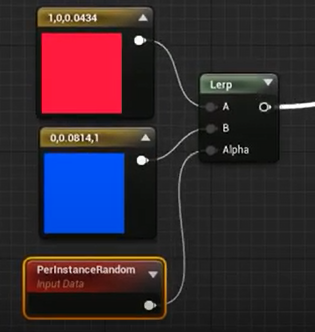 1,0,0.0434
Lerp
A
B
Alpha
0,0.0814,1
PerInstanceRandom
Input Data